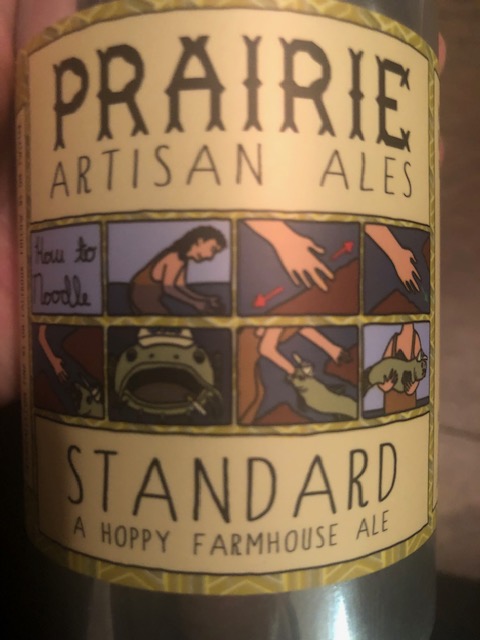 PRAIRIE
ARTISAN ALES
How to
Noodle
STANDARD
A HOPPY FARMHOUSE ALE